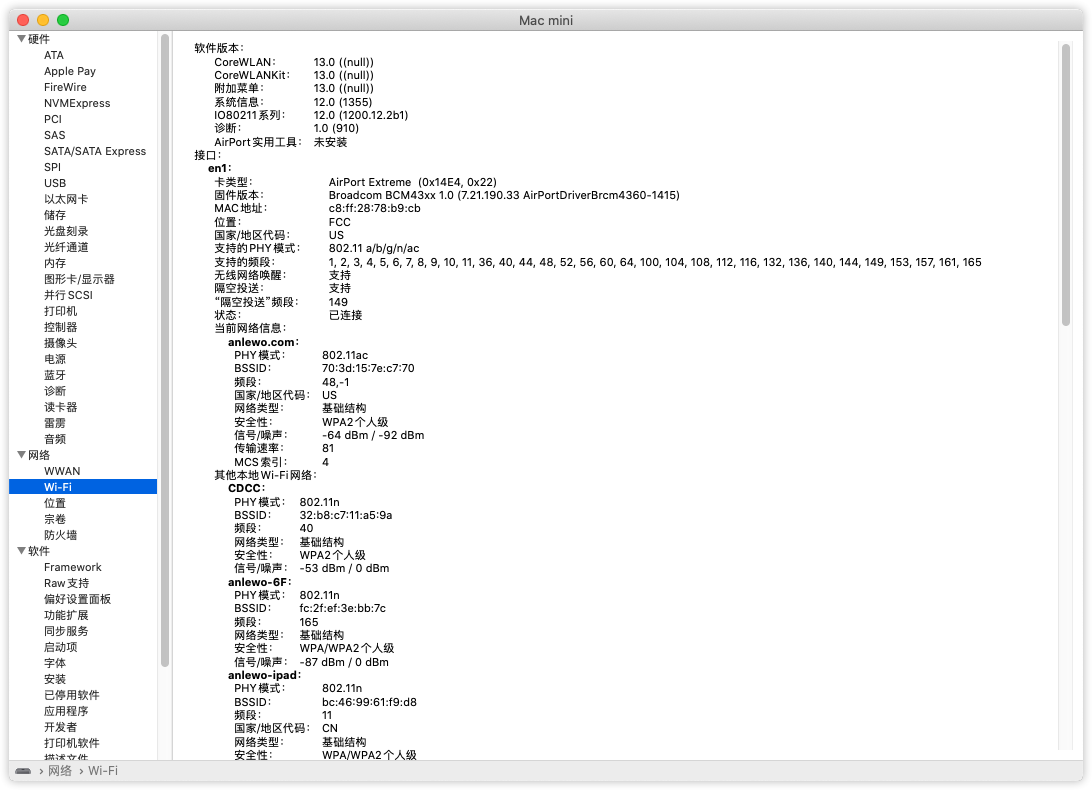 Mac mini
硬件
ATA
Apple Pay
FireWire
NVMExpress
PCI
SAS
SATA/SATA Express
SPI
USB
以太网卡
储存
光盘刻录
光纤通道
内存
图形卡/显示器
并行SCSI
打印机
控制器
摄像头
电源
蓝牙
诊断
读卡器
雷雳
音频
网络
WWAN
Wi-Fi
位置
宗卷
防火墙
软件
Framework
Raw支持
偏好设置面板
功能扩展
同步服务
启动项
字体
安装
已停用软件
应用程序
开发者
打印机软件
描述文件
软件版本：
CoreWLAN： 13.0 ((null))
CoreWLANKit： 13.0 ((null))
附加菜单： 13.0 ((null))
系统信息： 12.0 (1355)
IO80211系列： 12.0 (1200.12.2b1)
诊断： 1.0 (910)
AirPort实用工具： 未安装
接口：
en1：
卡类型： AirPort Extreme  (0x14E4, 0x22)
固件版本： Broadcom BCM43xx 1.0 (7.21.190.33 AirPortDriverBrcm4360-1415)
MAC地址： c8:ff:28:78:b9:cb
位置： FCC
国家/地区代码： US
支持的PHY模式： 802.11 a/b/g/n/ac
支持的频段： 1, 2, 3, 4, 5, 6, 7, 8, 9, 10, 11, 36, 40, 44, 48, 52, 56, 60, 64, 100, 104, 108, 112, 116, 132, 136, 140, 144, 149, 153, 157, 161, 165
无线网络唤醒： 支持
隔空投送： 支持
“隔空投送”频段： 149
状态： 已连接
当前网络信息：
anlewo.com：
PHY模式： 802.11ac
BSSID： 70:3d:15:7e:c7:70
频段： 48,-1
国家/地区代码： US
网络类型： 基础结构
安全性： WPA2个人级
信号/噪声： -64 dBm / -92 dBm
传输速率： 81
MCS索引： 4
其他本地Wi-Fi网络：
CDCC：
PHY模式： 802.11n
BSSID： 32:b8:c7:11:a5:9a
频段： 40
网络类型： 基础结构
安全性： WPA2个人级
信号/噪声： -53 dBm / 0 dBm
anlewo-6F：
PHY模式： 802.11n
BSSID： fc:2f:ef:3e:bb:7c
频段： 165
网络类型： 基础结构
安全性： WPA/WPA2个人级
信号/噪声： -87 dBm / 0 dBm
anlewo-ipad：
PHY模式： 802.11n
BSSID： bc:46:99:61:f9:d8
频段： 11
国家/地区代码： CN
网络类型： 基础结构
安全性： WPA/WPA2个人级
› 网络 › Wi-Fi